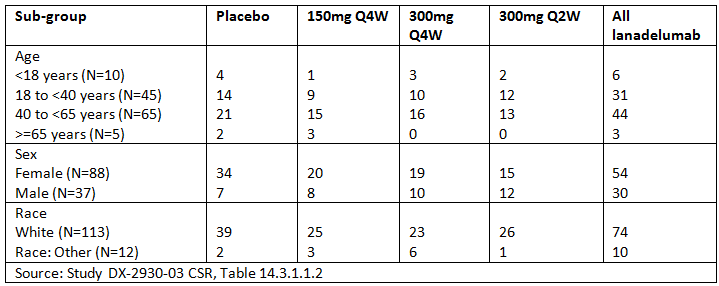 Sub-group Placebo 150mg Q4W 300mg Q4W 300mg Q2W All lanadelumab
Age
<18 years (N=10) 4 1 3 2 6
18 to <40 years (N=45) 14 9 10 12 31
40 to <65 years (N=65) 21 15 16 13 44
>=65 years (N=5) 2 3 0 0 3
Sex
Female (N=88) 34 20 19 15 54
Male (N=37) 7 8 10 12 30
Race
White (N=113) 39 25 23 26 74
Race: Other (N=12) 2 3 6 1 10
Source: Study DX-2930-03 CSR, Table 14.3.1.1.2